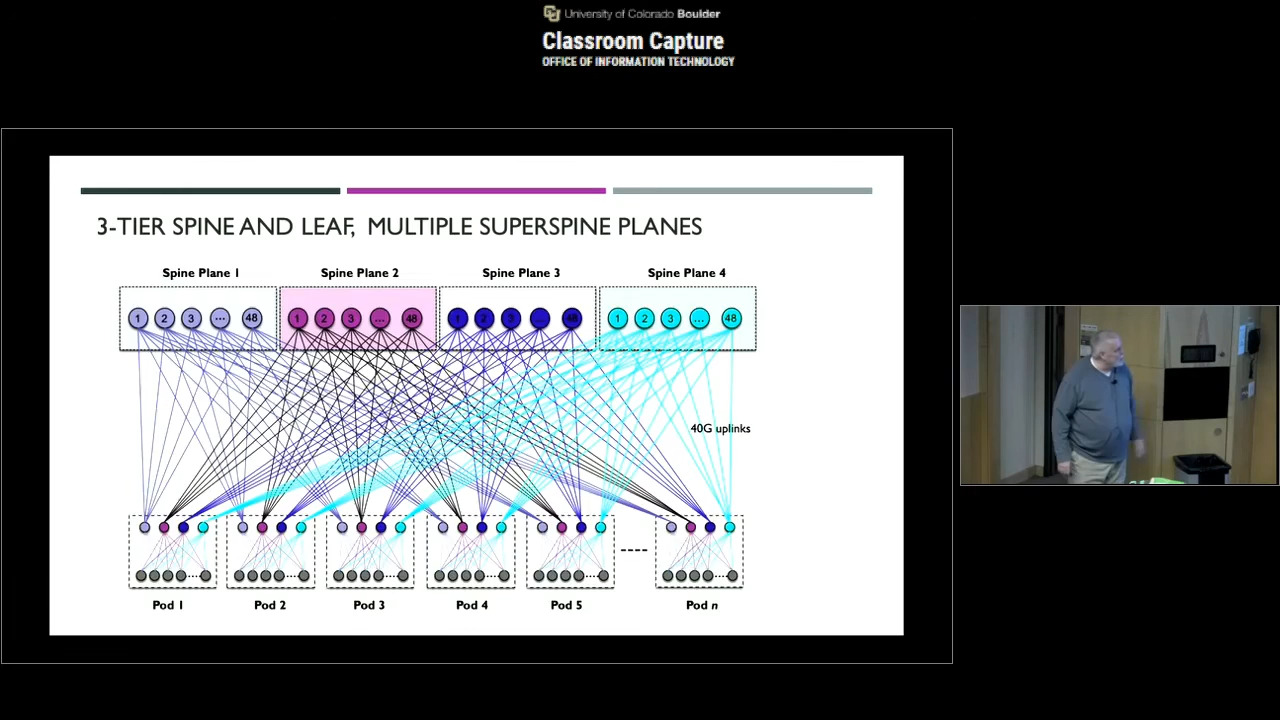 University of Colorado Boulder
Classroom Capture
OFFICE OF INFORMATION TECHNOLOGY
3-TIER SPINE AND LEAF, MULTIPLE SUPERSPINE PLANES
Spine Plane 1 Spine Plane 2 Spine Plane 3 Spine Plane 4
1 2 3 ... 48 1 2 3 ... 48 1 2 3 ... 48 1 2 3 ... 48
40G uplinks
Pod 1 Pod 2 Pod 3 Pod 4 Pod 5 Pod n